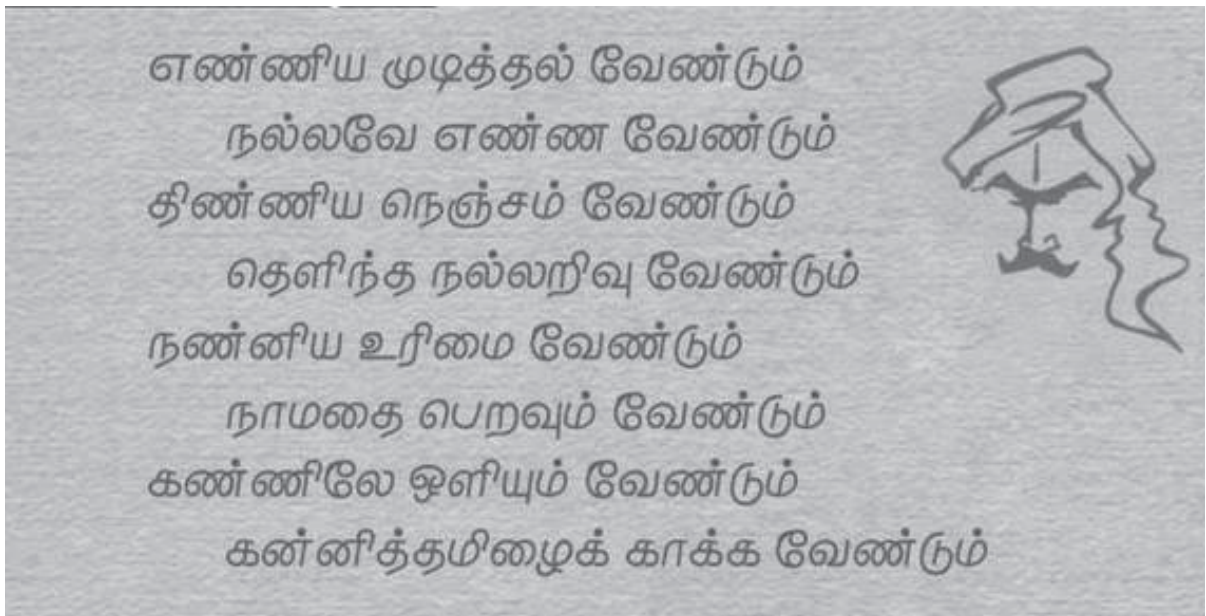 எண்ணிய முடித்தல் வேண்டும்
நல்லவே எண்ண வேண்டும்
திண்ணிய நெஞ்சம் வேண்டும்
தெளிந்த நல்லறிவு வேண்டும்
நண்னிய உரிமை வேண்டும்
நாமதை பெறவும் வேண்டும்
கண்ணிலே ஒளியும் வேண்டும்
கன்னித்தமிழைக் காக்க வேண்டும்